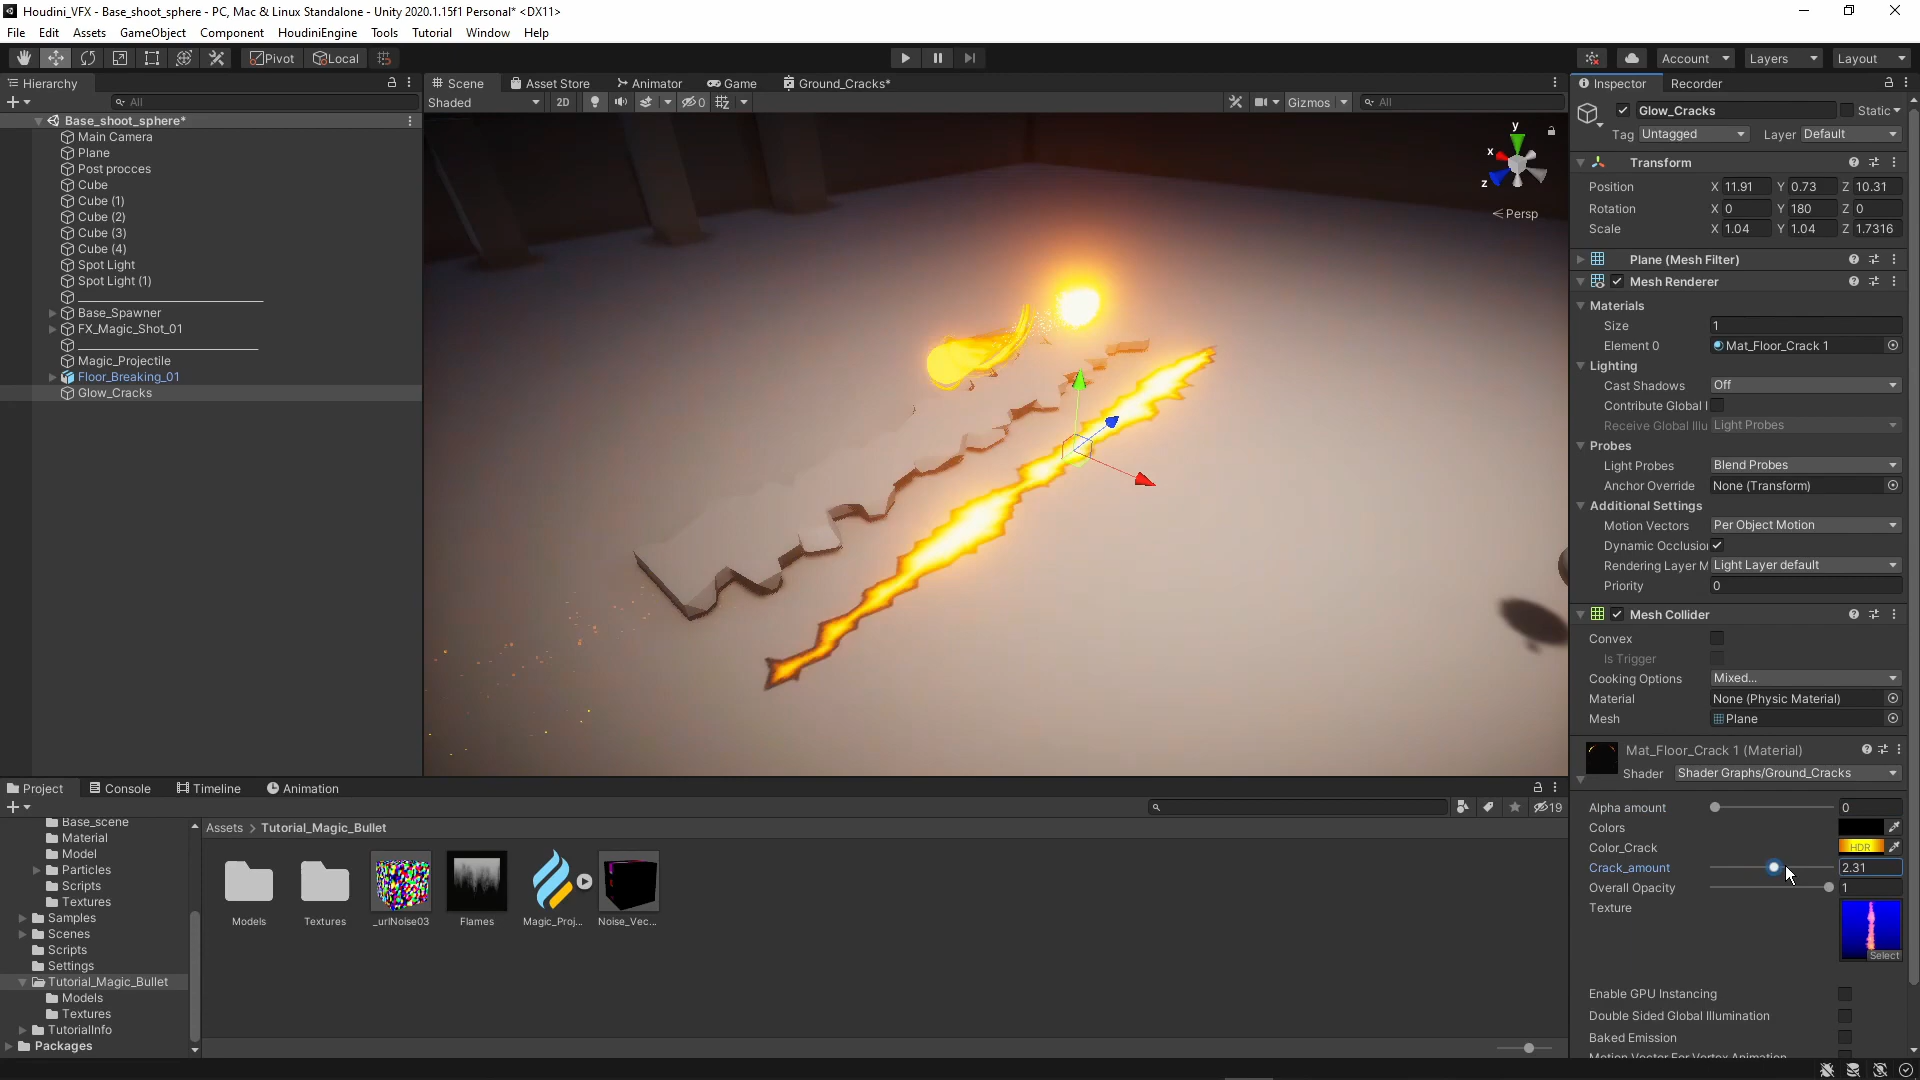 Houdini_VFX - Base_shoot_sphere - PC, Mac & Linux Standalone - Unity 2020.1.15f1 Personal* <DX11>
File Edit Assets GameObject Component HoudiniEngine Tools Tutorial Window Help
Pivot Local Account Layers Layout
Hierarchy
All
Base_shoot_sphere*
Main Camera
Plane
Post procces
Cube
Cube (1)
Cube (2)
Cube (3)
Cube (4)
Spot Light
Spot Light (1)
Base_Spawner
FX_Magic_Shot_01
Magic_Projectile
Floor_Breaking_01
Glow_Cracks
Scene Asset Store Animator Game Ground_Cracks*
Shaded 2D 0 Gizmos All
y
x
z
Persp
Inspector Recorder
Glow_Cracks Static
Tag Untagged Layer Default
Transform
Position X 11.91 Y 0.73 Z 10.31
Rotation X 0 Y 180 Z 0
Scale X 1.04 Y 1.04 Z 1.7316
Plane (Mesh Filter)
Mesh Renderer
Materials
Size 1
Element 0 Mat_Floor_Crack 1
Lighting
Cast Shadows Off
Contribute Global I
Receive Global Illu Light Probes
Probes
Light Probes Blend Probes
Anchor Override None (Transform)
Additional Settings
Motion Vectors Per Object Motion
Dynamic Occlusio
Rendering Layer M Light Layer default
Priority 0
Mesh Collider
Convex
Is Trigger
Cooking Options Mixed...
Material None (Physic Material)
Mesh Plane
Mat_Floor_Crack 1 (Material)
Shader Shader Graphs/Ground_Cracks
Alpha amount 0
Colors
Color_Crack HDR
Crack_amount 2.31
Overall Opacity 1
Texture
Select
Enable GPU Instancing
Double Sided Global Illumination
Baked Emission
Motion Vector For Vertex Animation
Project Console Timeline Animation
19
Base_scene
Material
Model
Particles
Scripts
Textures
Samples
Scenes
Scripts
Settings
Tutorial_Magic_Bullet
Models
Textures
TutorialInfo
Packages
Assets > Tutorial_Magic_Bullet
Models Textures _urlNoise03 Flames Magic_Proj... Noise_Vec...